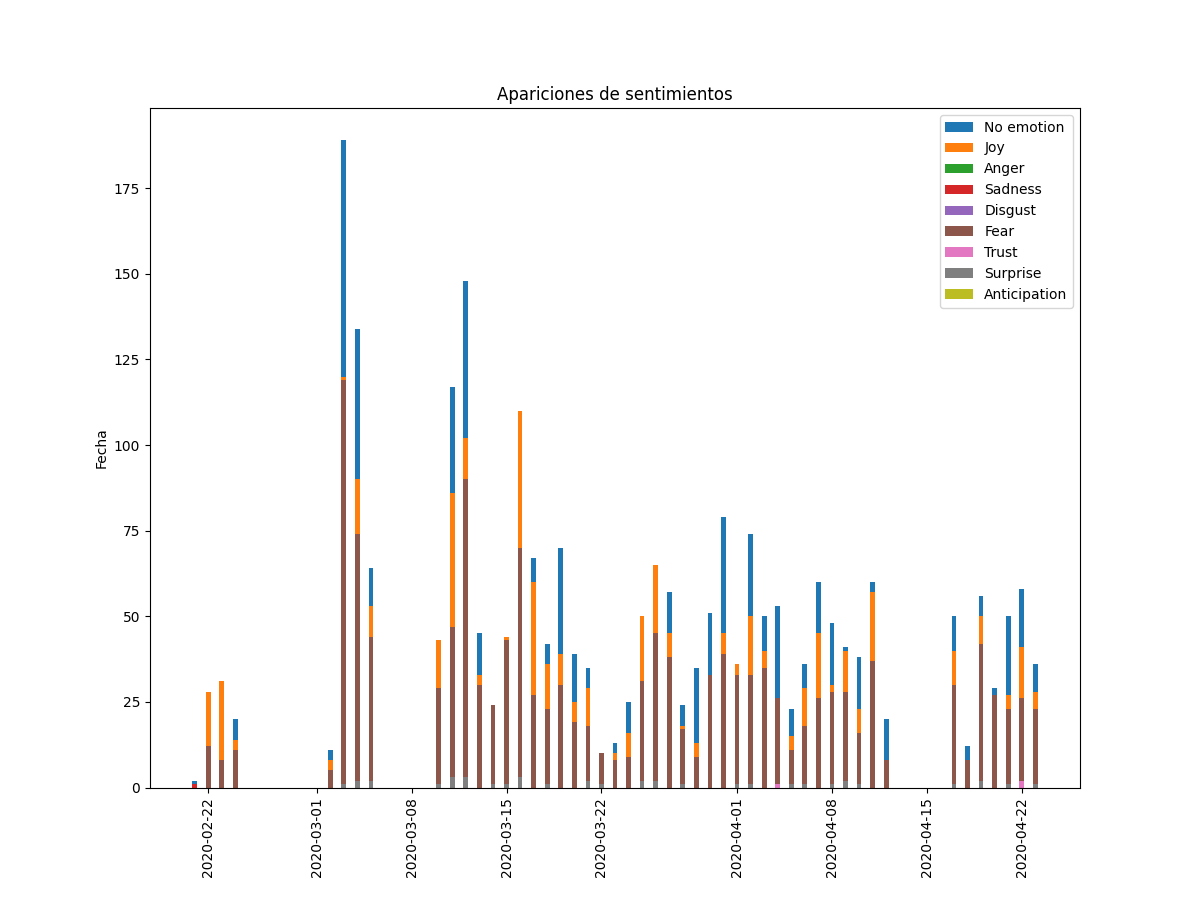 Apariciones de sentimientos
No emotion
Joy
Anger
Sadness
Disgust
Fear
Trust
Surprise
Anticipation
Fecha
175
150
125
100
75
50
25
0
2020-02-22
2020-03-01
2020-03-08
2020-03-15
2020-03-22
2020-04-01
2020-04-08
2020-04-15
2020-04-22